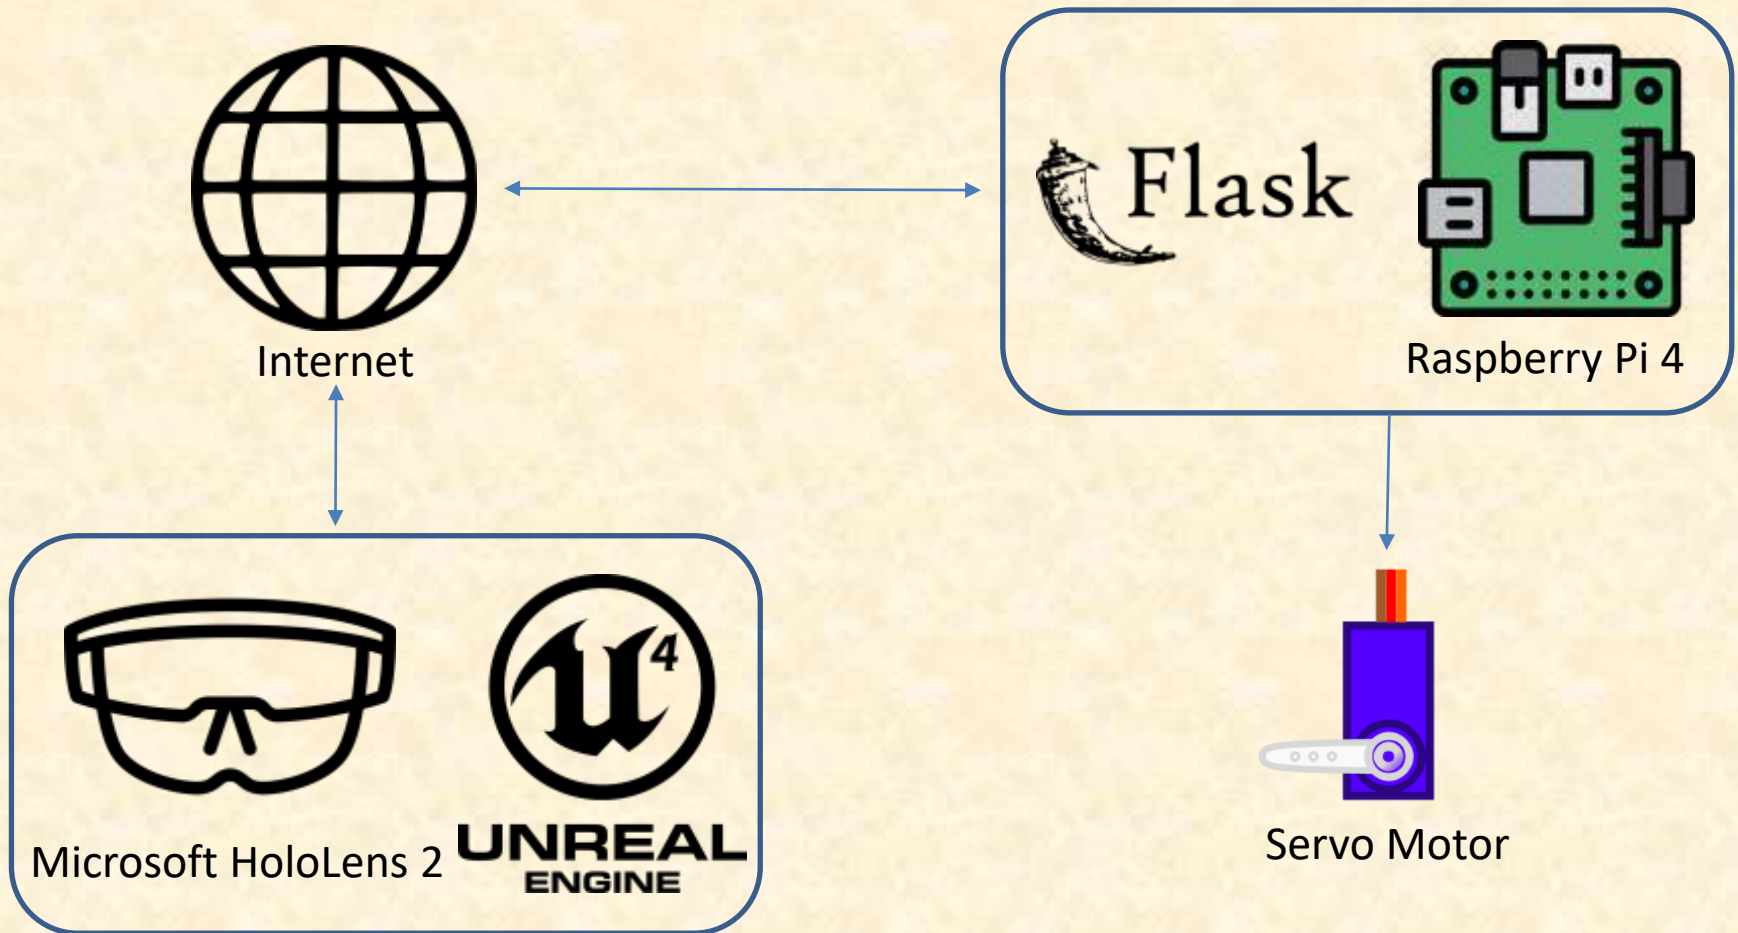 Flask
Internet
Raspberry Pi 4
4
UNREAL
ENGINE
Microsoft HoloLens 2
Servo Motor